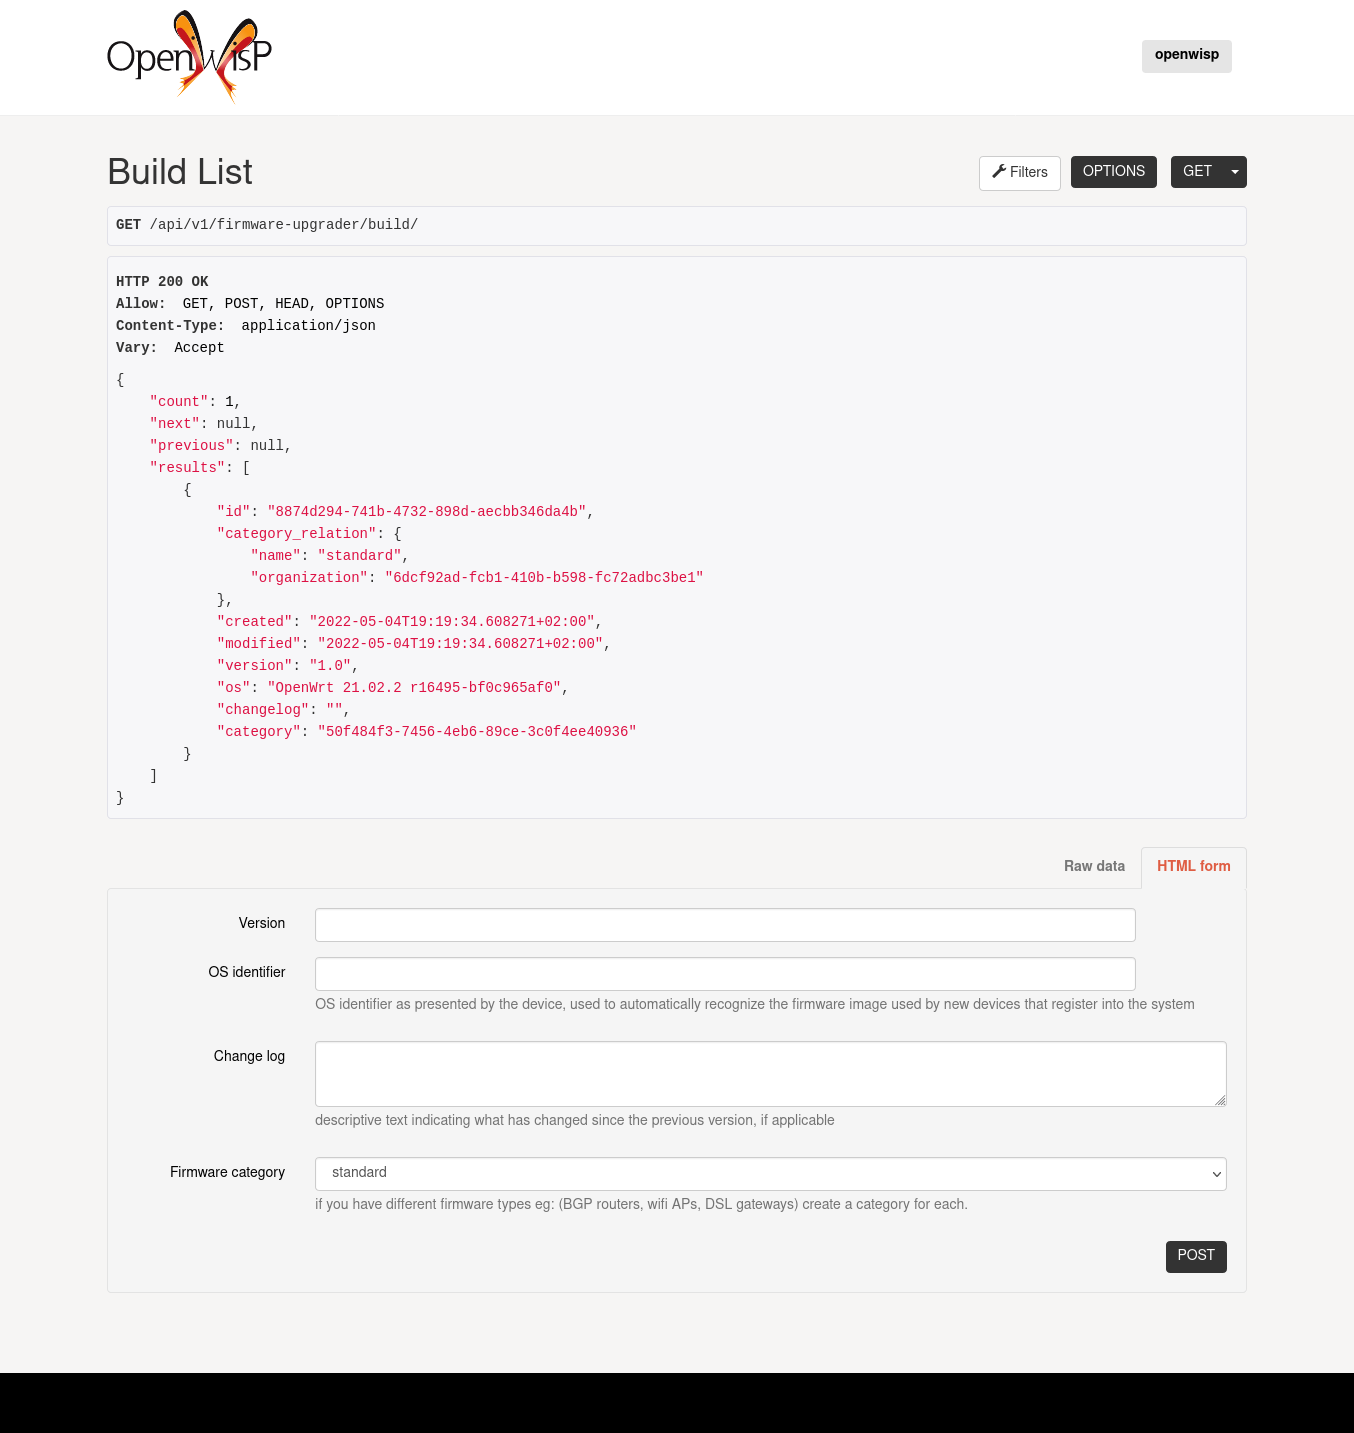 OpenWisP
openwisp
Build List
Filters
OPTIONS
GET
GET /api/v1/firmware-upgrader/build/
HTTP 200 OK
Allow: GET, POST, HEAD, OPTIONS
Content-Type: application/json
Vary: Accept
{
    "count": 1,
    "next": null,
    "previous": null,
    "results": [
        {
            "id": "8874d294-741b-4732-898d-aecbb346da4b",
            "category_relation": {
                "name": "standard",
                "organization": "6dcf92ad-fcb1-410b-b598-fc72adbc3be1"
            },
            "created": "2022-05-04T19:19:34.608271+02:00",
            "modified": "2022-05-04T19:19:34.608271+02:00",
            "version": "1.0",
            "os": "OpenWrt 21.02.2 r16495-bf0c965af0",
            "changelog": "",
            "category": "50f484f3-7456-4eb6-89ce-3c0f4ee40936"
        }
    ]
}
Raw data
HTML form
Version
OS identifier
OS identifier as presented by the device, used to automatically recognize the firmware image used by new devices that register into the system
Change log
descriptive text indicating what has changed since the previous version, if applicable
Firmware category
standard
if you have different firmware types eg: (BGP routers, wifi APs, DSL gateways) create a category for each.
POST